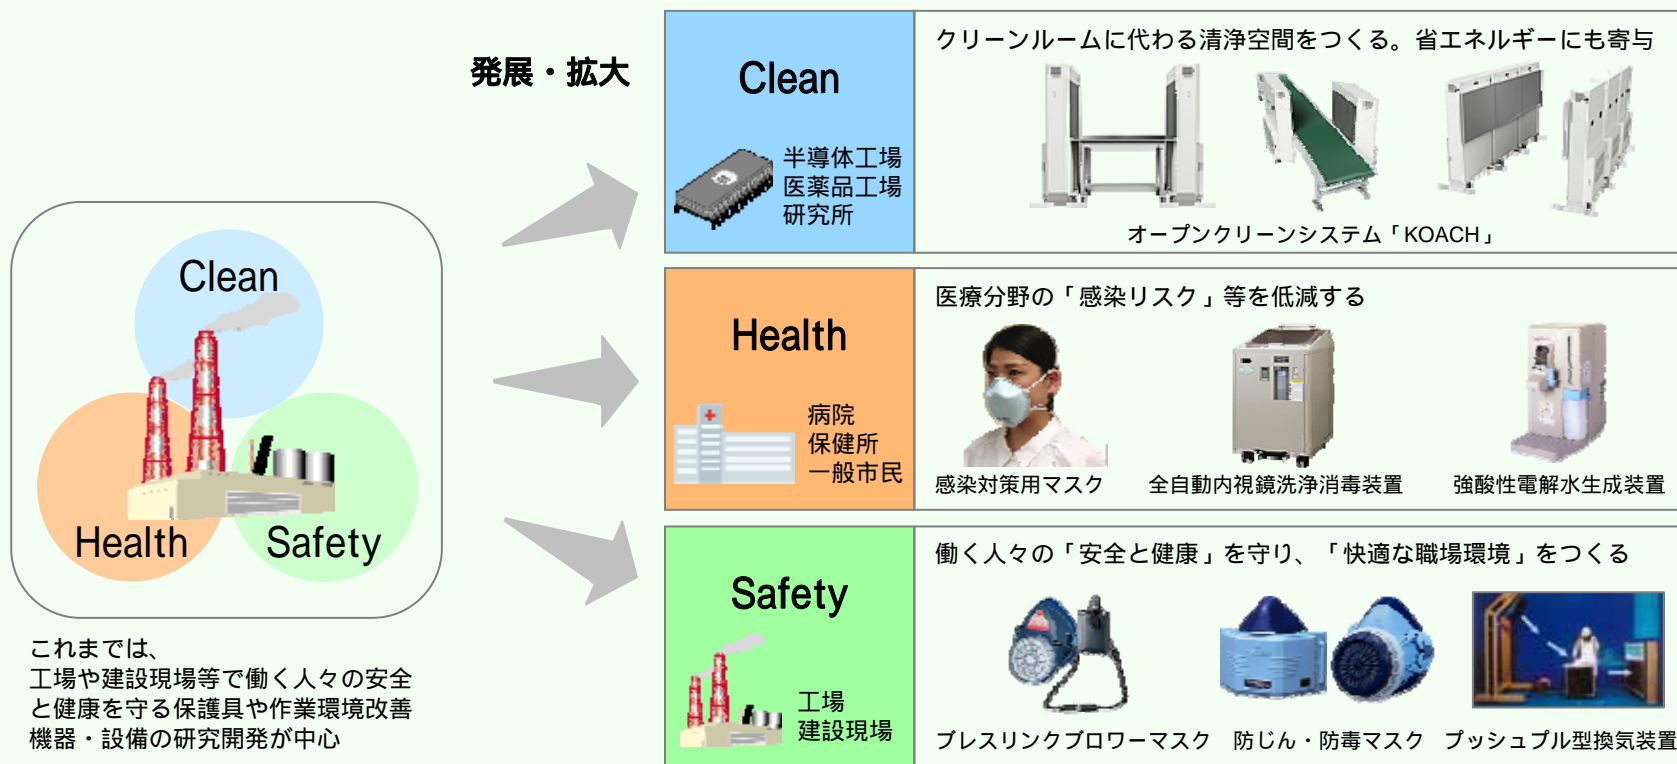 発展・拡大
Clean
Health
Safety
これまでは、
工場や建設現場等で働く人々の安全
と健康を守る保護具や作業環境改善
機器・設備の研究開発が中心
Clean
半導体工場
医薬品工場
研究所
クリーンルームに代わる清浄空間をつくる。省エネルギーにも寄与
オープンクリーンシステム「KOACH」
Health
病院
保健所
一般市民
医療分野の「感染リスク」等を低減する
感染対策用マスク
全自動内視鏡洗浄消毒装置
強酸性電解水生成装置
Safety
工場
建設現場
働く人々の「安全と健康」を守り、「快適な職場環境」をつくる
ブレスリンクブロワーマスク
防じん・防毒マスク
プッシュプル型換気装置